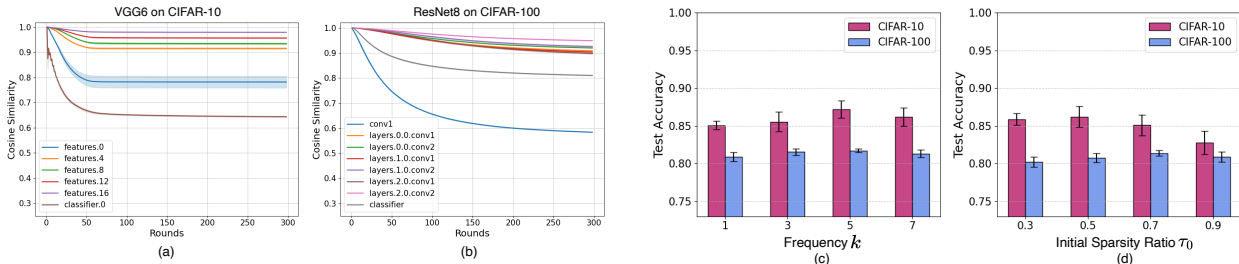 VGG6 on CIFAR-10
1.0
0.9
0.8
0.7
0.6
0.5
0.4
0.3
Cosine Similarity
features.0
features.4
features.8
features.12
features.16
classifier.0
0 50 100 150 200 250 300
Rounds
(a)
ResNet8 on CIFAR-100
1.0
0.9
0.8
0.7
0.6
0.5
0.4
0.3
Cosine Similarity
conv1
layers.0.0.conv1
layers.0.0.conv2
layers.1.0.conv1
layers.1.0.conv2
layers.2.0.conv1
layers.2.0.conv2
classifier
0 50 100 150 200 250 300
Rounds
(b)
1.00
0.95
0.90
0.85
0.80
0.75
Test Accuracy
CIFAR-10
CIFAR-100
1 3 5 7
Frequency k
(c)
1.00
0.95
0.90
0.85
0.80
0.75
Test Accuracy
CIFAR-10
CIFAR-100
0.3 0.5 0.7 0.9
Initial Sparsity Ratio τ₀
(d)